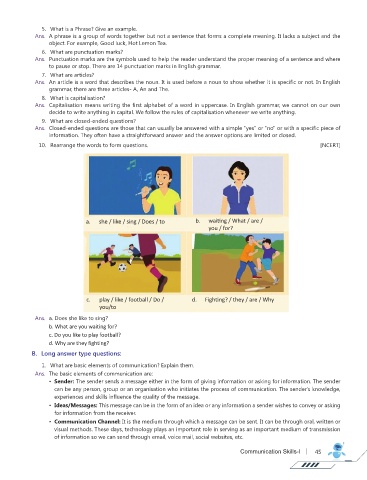 5. What is a Phrase? Give an example.
Ans. A phrase is a group of words together but not a sentence that forms a complete meaning. It lacks a subject and the
object. For example, Good luck, Hot Lemon Tea.
6. What are punctuation marks?
Ans. Punctuation marks are the symbols used to help the reader understand the proper meaning of a sentence and where
to pause or stop. There are 14 punctuation marks in English grammar.
7. What are articles?
Ans. An article is a word that describes the noun. It is used before a noun to show whether it is specific or not. In English
grammar, there are three articles– A, An and The.
8. What is capitalisation?
Ans. Capitalisation means writing the first alphabet of a word in uppercase. In English grammar, we cannot on our own
decide to write anything in capital. We follow the rules of capitalisation whenever we write anything.
9. What are closed-ended questions?
Ans. Closed-ended questions are those that can usually be answered with a simple "yes" or "no" or with a specific piece of
information. They often have a straightforward answer and the answer options are limited or closed.
10. Rearrange the words to form questions. [NCERT]
a. she / like / sing / Does / to
b. waiting / What / are /
you / for?
c. play / like / football / Do /
you/to
d. Fighting? / they / are / Why
Ans. a. Does she like to sing?
b. What are you waiting for?
c. Do you like to play football?
d. Why are they fighting?
B. Long answer type questions:
1. What are basic elements of communication? Explain them.
Ans. The basic elements of communication are:
• Sender: The sender sends a message either in the form of giving information or asking for information. The sender
can be any person, group or an organisation who initiates the process of communication. The sender's knowledge,
experiences and skills influence the quality of the message.
• Ideas/Messages: This message can be in the form of an idea or any information a sender wishes to convey or asking
for information from the receiver.
• Communication Channel: It is the medium through which a message can be sent. It can be through oral, written or
visual methods. These days, technology plays an important role in serving as an important medium of transmission
of information so we can send through email, voice mail, social websites, etc.
Communication Skills-I | 45